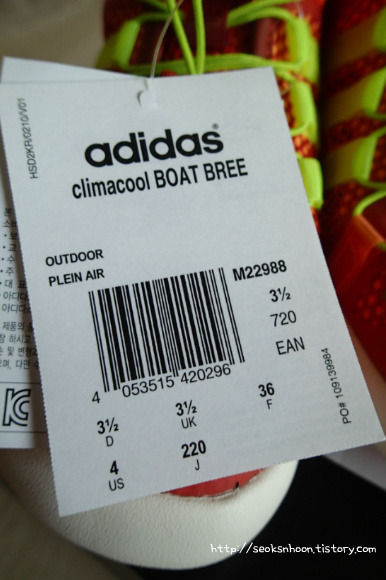 HSD2KR/0210/V01
adidas
climacool BOAT BREE
OUTDOOR
PLEIN AIR
M22988
3½
720
EAN
4 053515 420296
PO# 109139984
3½ D
3½ UK
36 F
4 US
220 J
http://seoksnhoon.tistory.com